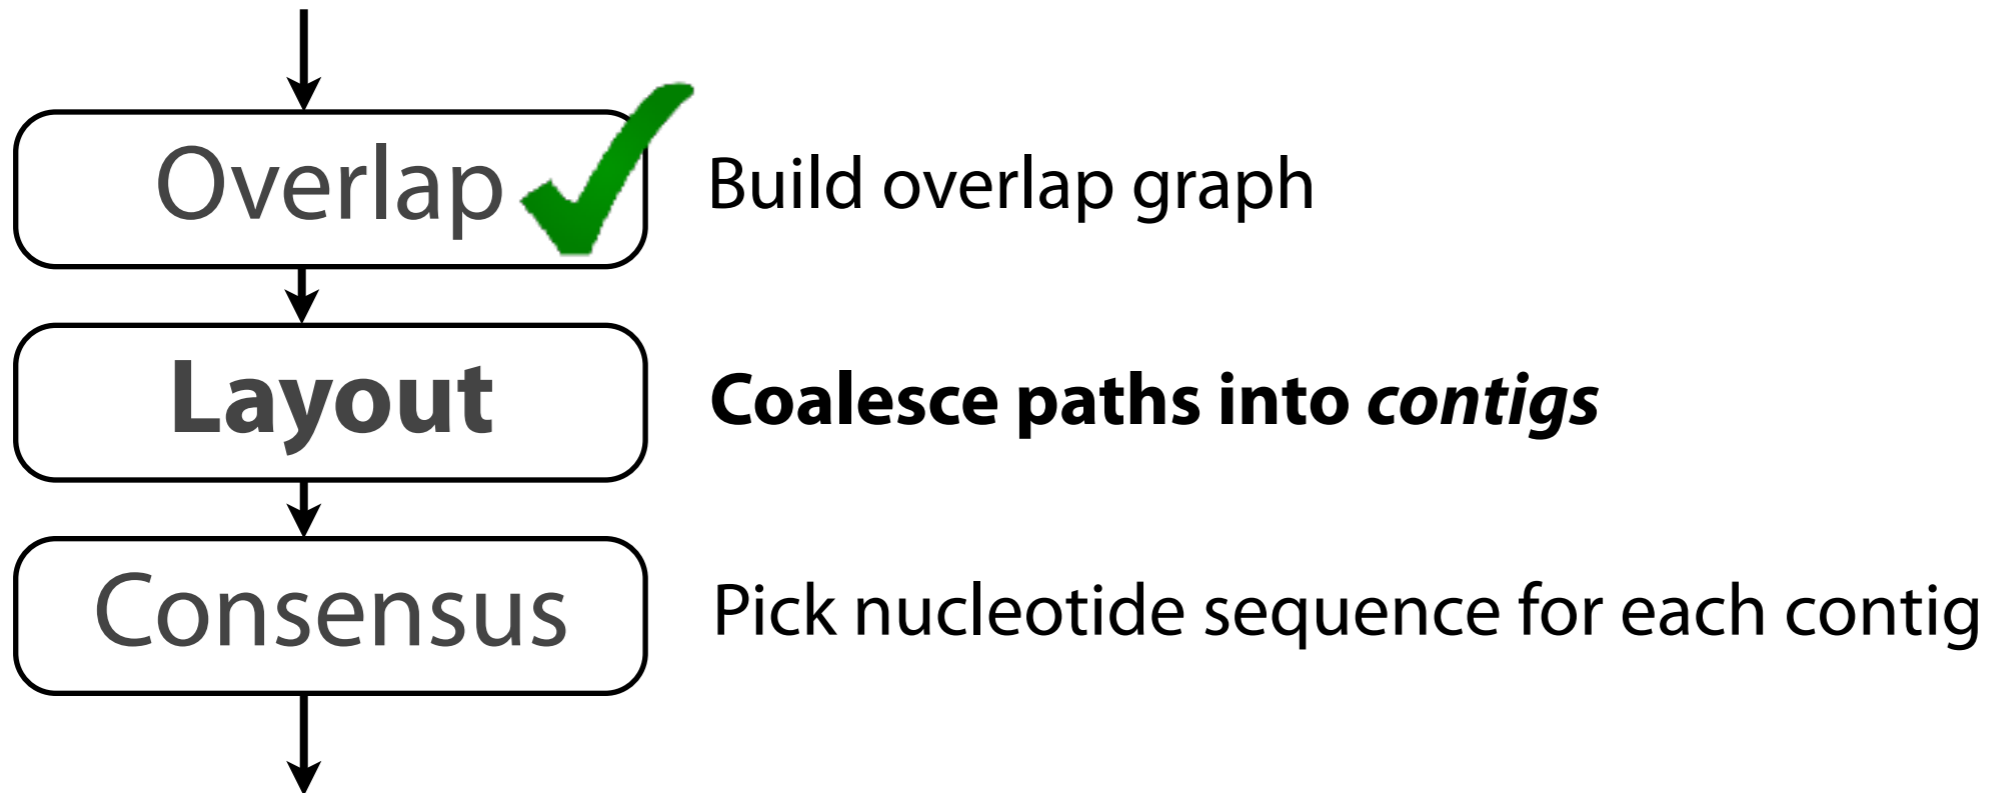 Overlap
Build overlap graph
Layout
Coalesce paths into contigs
Consensus
Pick nucleotide sequence for each contig